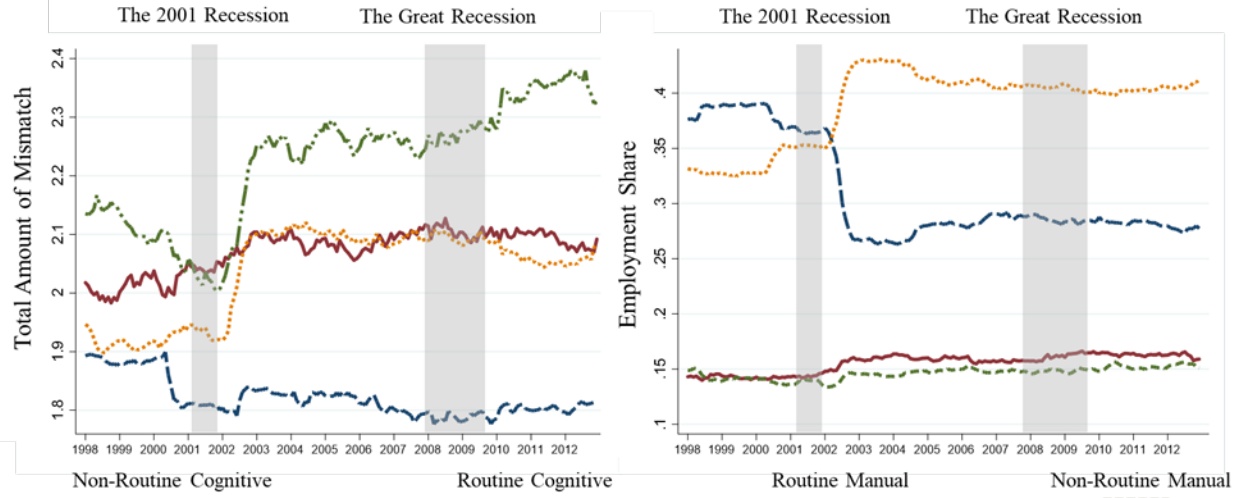 The 2001 Recession The Great Recession
Total Amount of Mismatch
2.4
2.3
2.2
2.1
2
1.9
1.8
1998 1999 2000 2001 2002 2003 2004 2005 2006 2007 2008 2009 2010 2011 2012
The 2001 Recession The Great Recession
Employment Share
.4
.35
.3
.25
.2
.15
.1
1998 1999 2000 2001 2002 2003 2004 2005 2006 2007 2008 2009 2010 2011 2012
Non-Routine Cognitive Routine Cognitive Routine Manual Non-Routine Manual